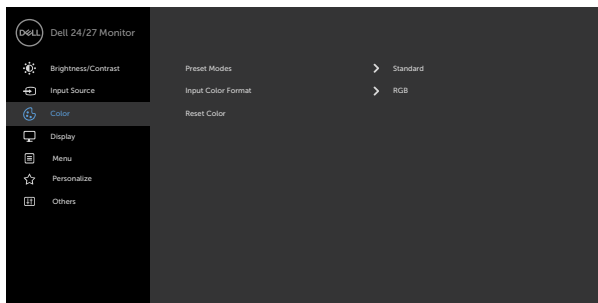 DELL Dell 24/27 Monitor
Brightness/Contrast Preset Modes Standard
Input Source Input Color Format RGB
Color Reset Color
Display
Menu
Personalize
Others